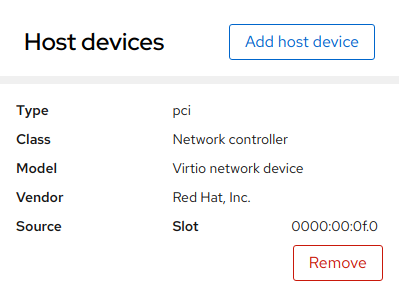 Host devices Add host device
Type pci
Class Network controller
Model Virtio network device
Vendor Red Hat, Inc.
Source Slot 0000:00:0f.0
Remove